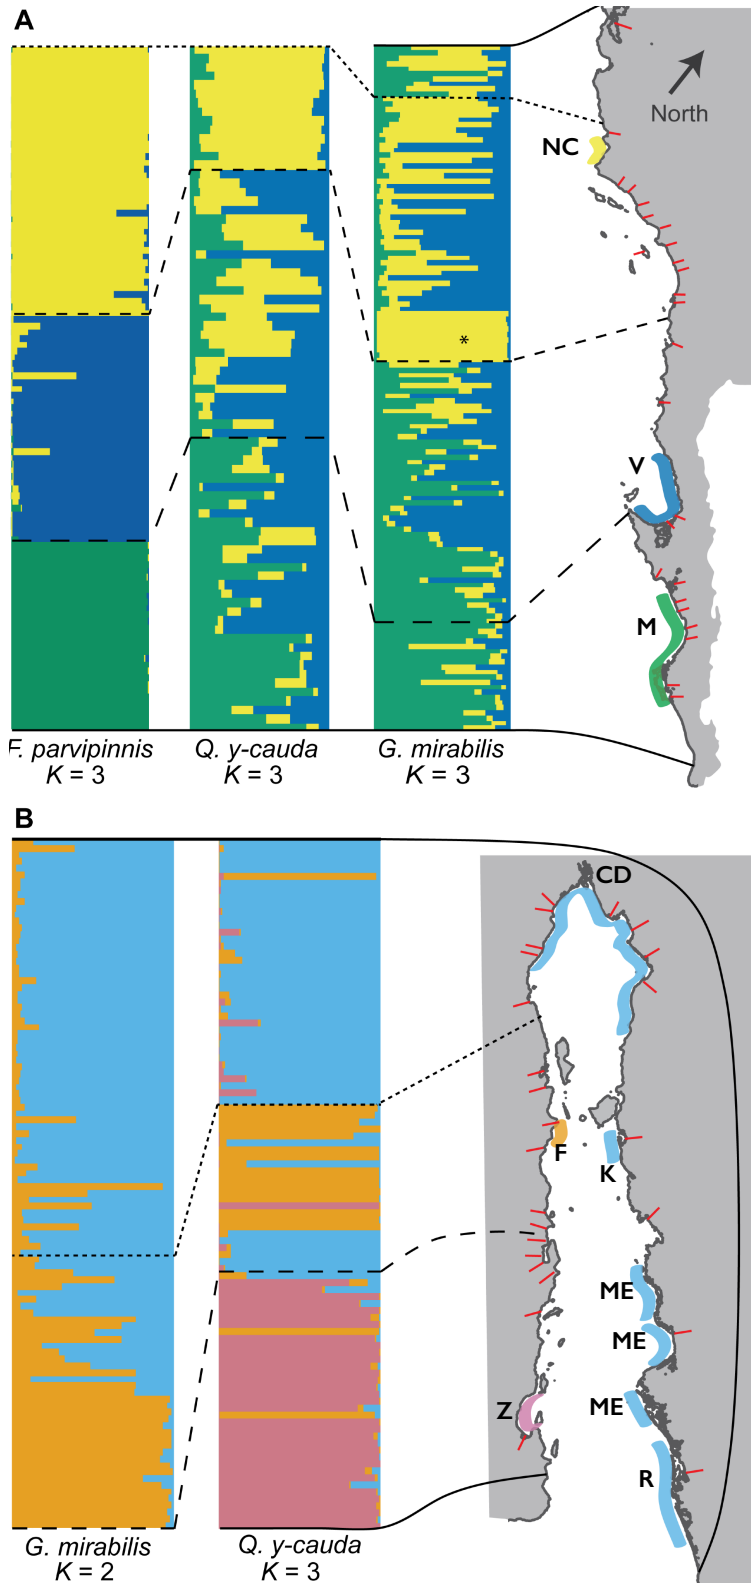 A
North
NC
*
V
M
F. parvipinnis
K = 3
Q. y-cauda
K = 3
G. mirabilis
K = 3
B
CD
F
K
ME
ME
ME
Z
R
G. mirabilis
K = 2
Q. y-cauda
K = 3